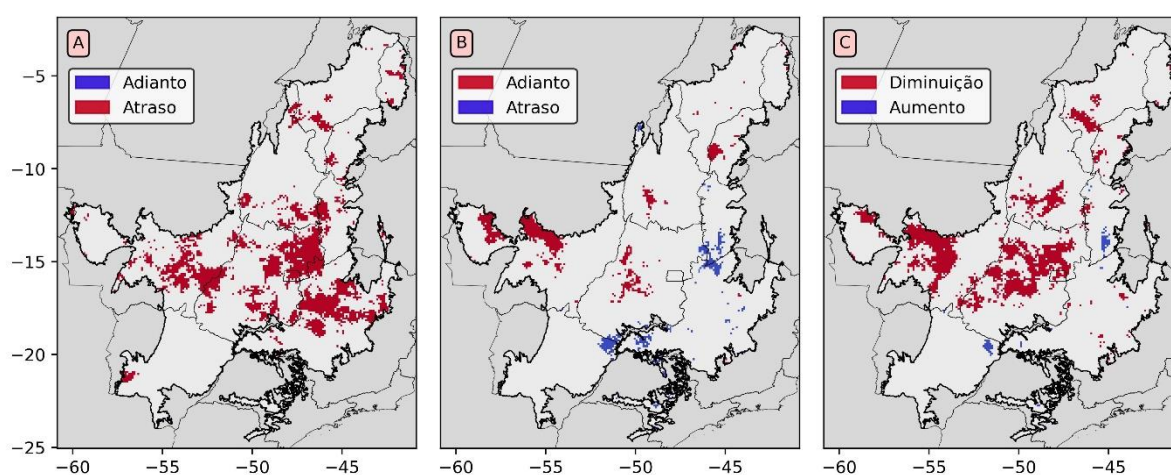 A
B
C
Adianto
Atraso
Adianto
Atraso
Diminuição
Aumento
−5
−10
−15
−20
−25
−60
−55
−50
−45
−60
−55
−50
−45
−60
−55
−50
−45